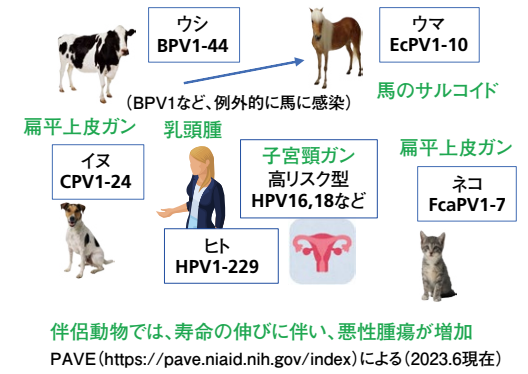 ウシ
BPV1-44
ウマ
EcPV1-10
(BPV1など、例外的に馬に感染)
馬のサルコイド
扁平上皮ガン
乳頭腫
イヌ
CPV1-24
子宮頸ガン
高リスク型
HPV16,18など
扁平上皮ガン
ネコ
FcaPV1-7
ヒト
HPV1-229
伴侶動物では、寿命の伸びに伴い、悪性腫瘍が増加
PAVE(https://pave.niaid.nih.gov/index)による(2023.6現在)